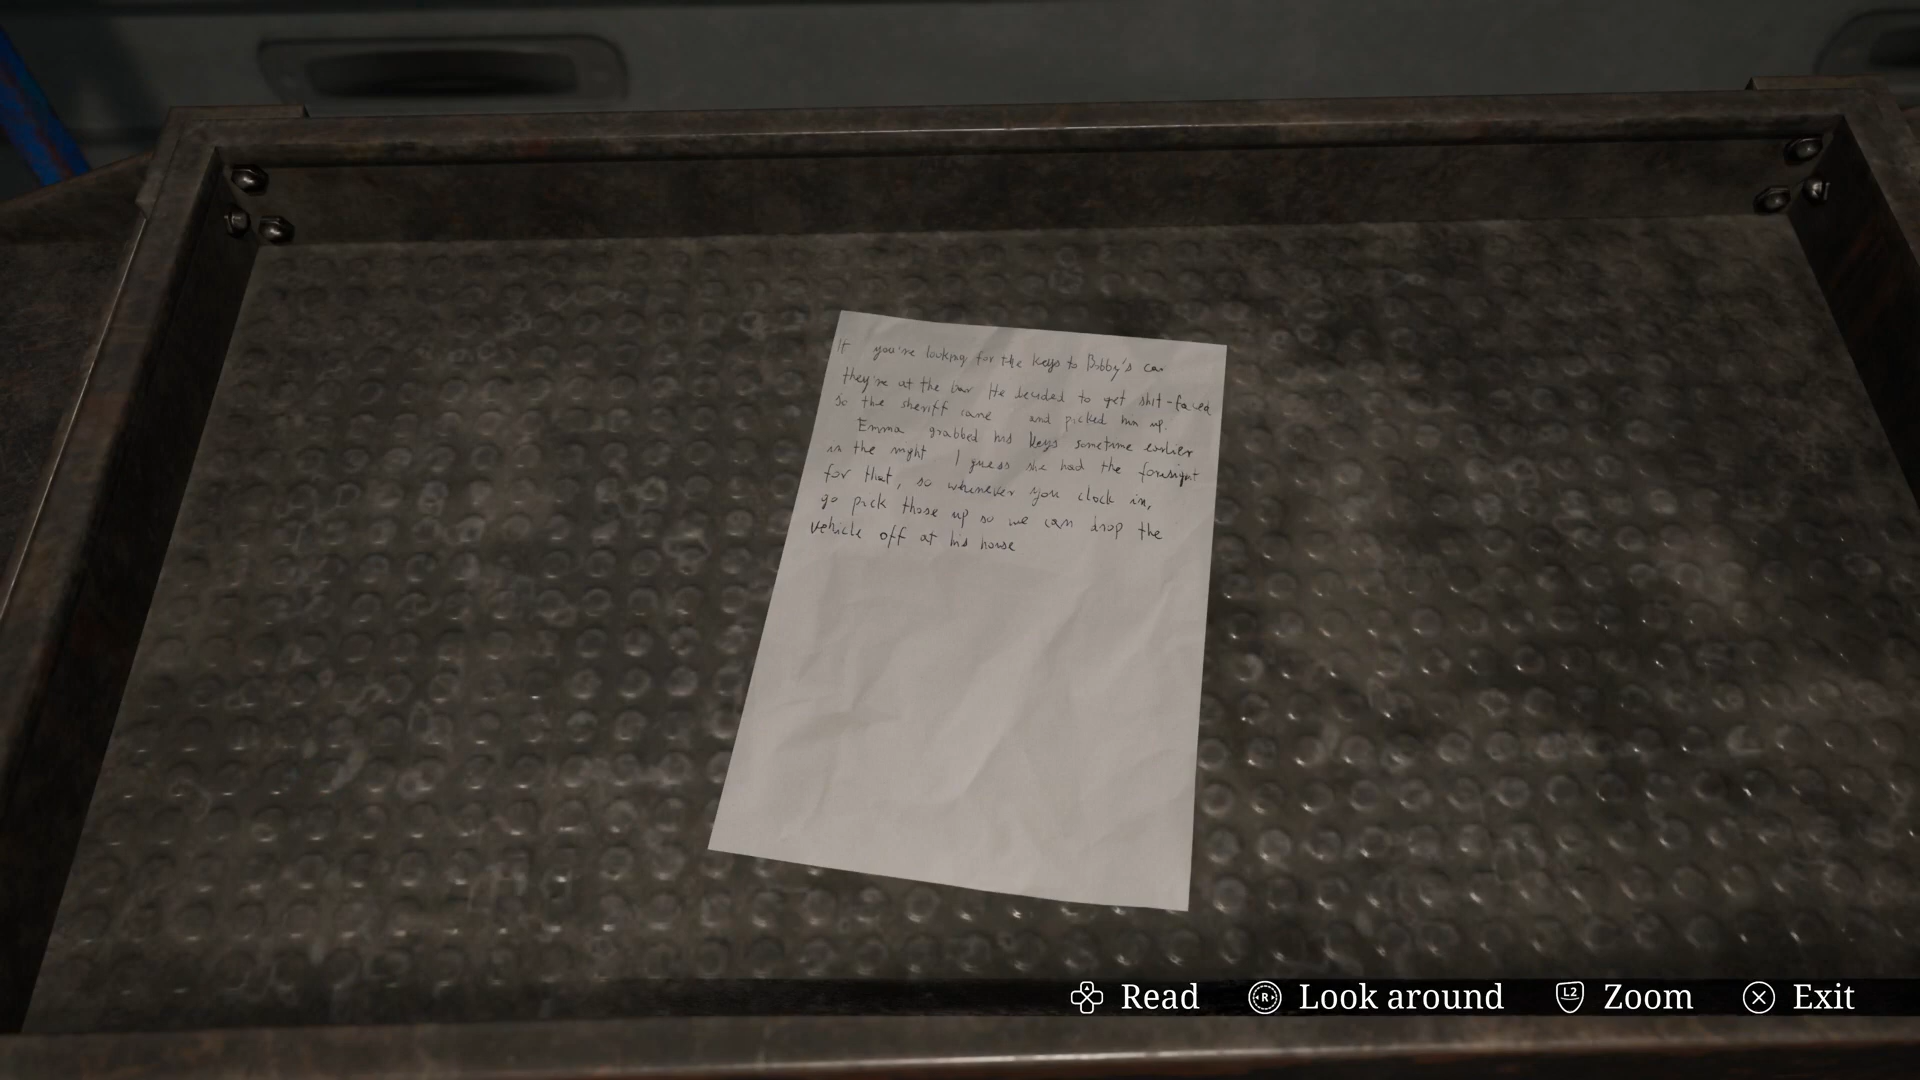 If you're looking for the keys to Bobby's car
they're at the bar He decided to get shit-faced
so the sheriff came and picked him up.
Emma grabbed his keys sometime earlier
in the night I guess she had the foresight
for that, so whenever you clock in,
go pick those up so we can drop the
vehicle off at his house
Read Look around L2 Zoom Exit